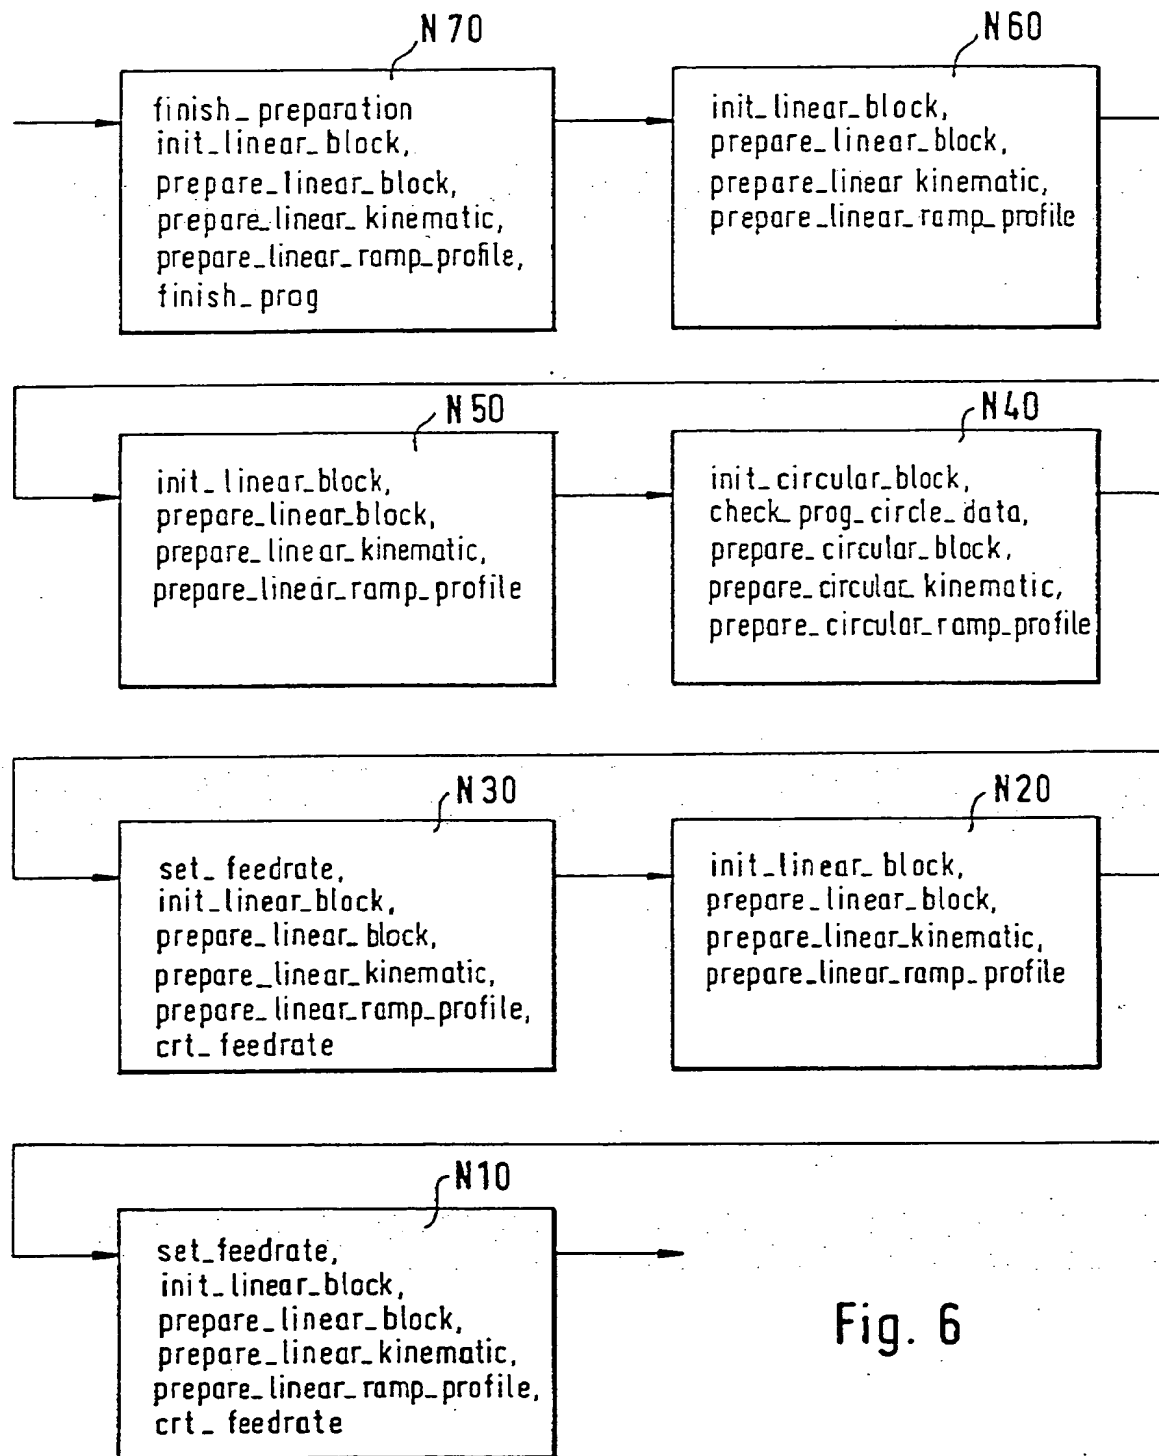 N70
finish_preparation
init_linear_block,
prepare_linear_block,
prepare_linear_kinematic,
prepare_linear_ramp_profile,
finish_prog
N60
init_linear_block,
prepare_linear_block,
prepare_linear kinematic,
prepare_linear_ramp_profile
N50
init_linear_block,
prepare_linear_block,
prepare_linear_kinematic,
prepare_linear_ramp_profile
N40
init_circular_block,
check_prog_circle_data,
prepare_circular_block,
prepare_circular_kinematic,
prepare_circular_ramp_profile
N30
set_feedrate,
init_linear_block,
prepare_linear_block,
prepare_linear_kinematic,
prepare_linear_ramp_profile,
crt_feedrate
N20
init_linear_block,
prepare_linear_block,
prepare_linear_kinematic,
prepare_linear_ramp_profile
N10
set_feedrate,
init_linear_block,
prepare_linear_block,
prepare_linear_kinematic,
prepare_linear_ramp_profile,
crt_feedrate
Fig. 6